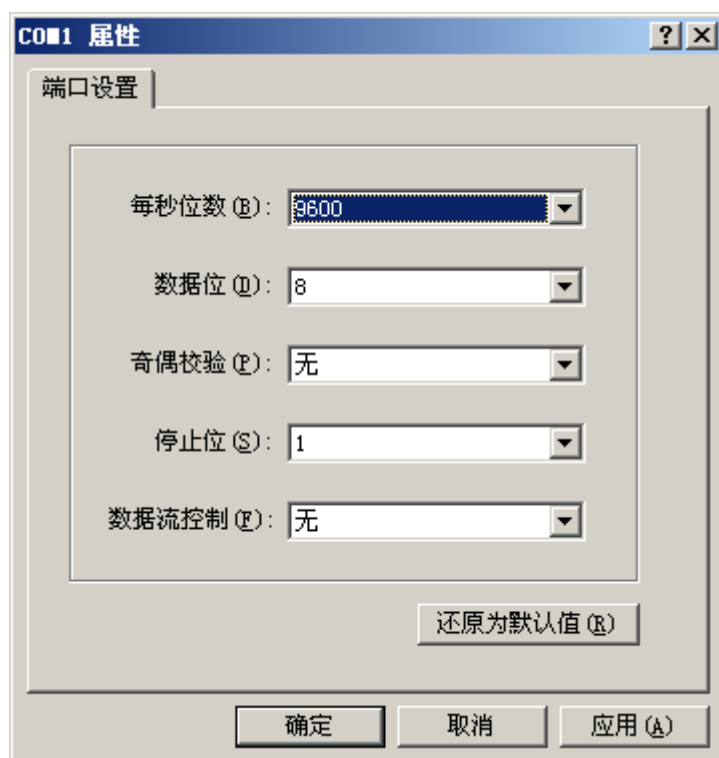 COM1 属性
端口设置
每秒位数(B): 9600
数据位(D): 8
奇偶校验(P): 无
停止位(S): 1
数据流控制(F): 无
还原为默认值(R)
确定 取消 应用(A)